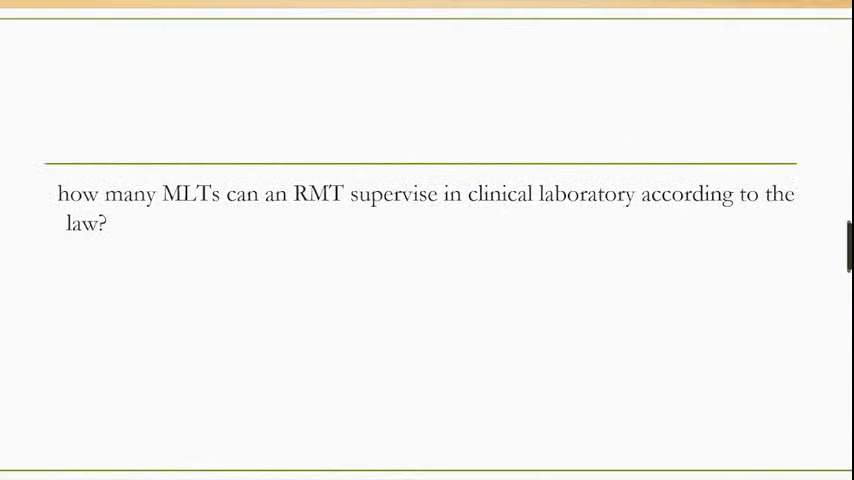 how many MLTs can an RMT supervise in clinical laboratory according to the
law?